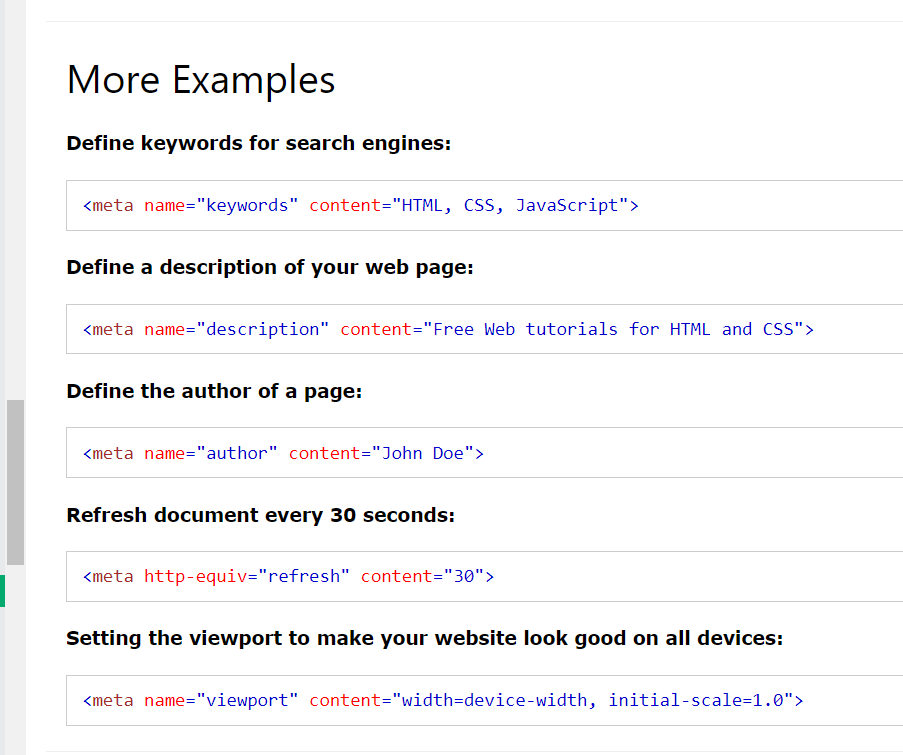 More Examples
Define keywords for search engines:
<meta name="keywords" content="HTML, CSS, JavaScript">
Define a description of your web page:
<meta name="description" content="Free Web tutorials for HTML and CSS">
Define the author of a page:
<meta name="author" content="John Doe">
Refresh document every 30 seconds:
<meta http-equiv="refresh" content="30">
Setting the viewport to make your website look good on all devices:
<meta name="viewport" content="width=device-width, initial-scale=1.0">